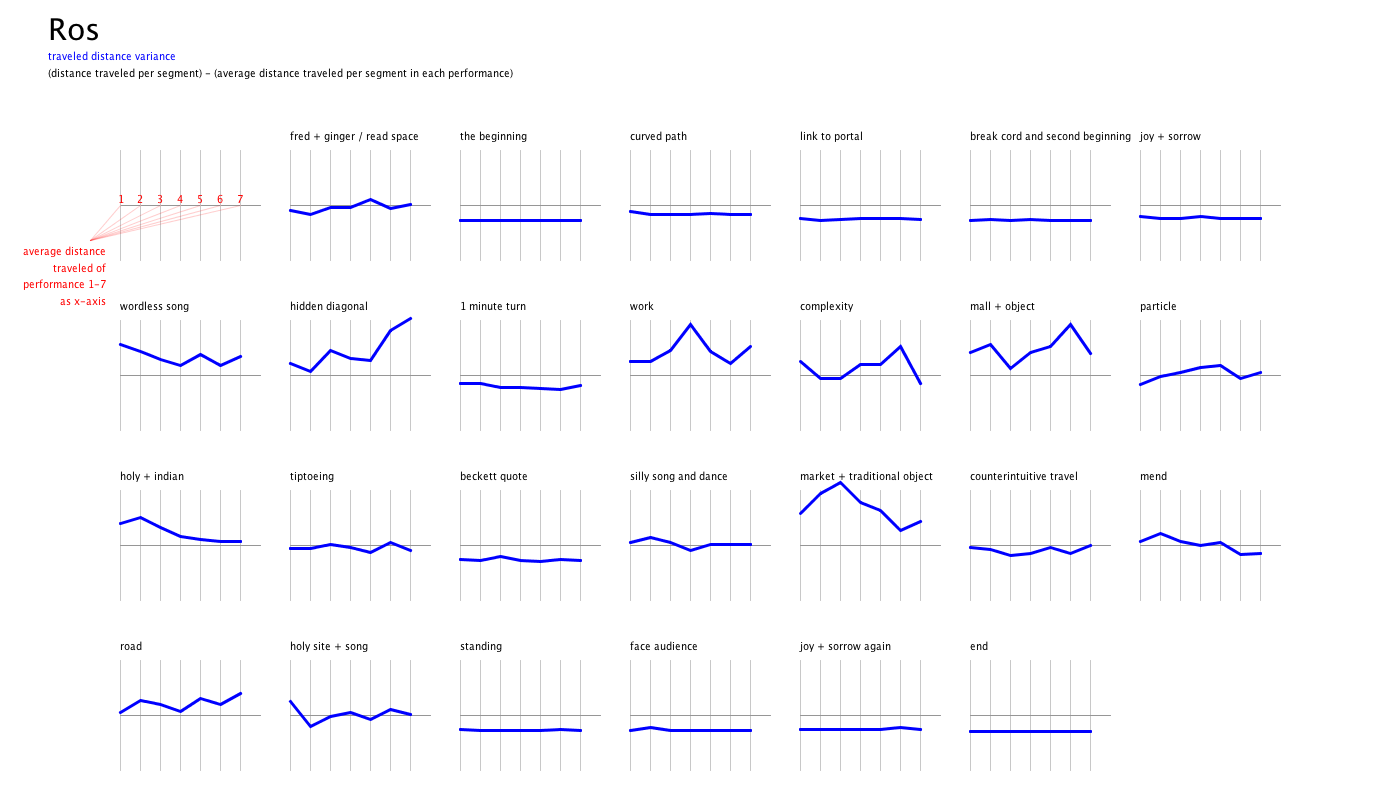 Ros
traveled distance variance
(distance traveled per segment) - (average distance traveled per segment in each performance)
fred + ginger / read space
the beginning
curved path
link to portal
break cord and second beginning
joy + sorrow
1 2 3 4 5 6 7
average distance
traveled of
performance 1-7
as x-axis
wordless song
hidden diagonal
1 minute turn
work
complexity
mall + object
particle
holy + indian
tiptoeing
beckett quote
silly song and dance
market + traditional object
counterintuitive travel
mend
road
holy site + song
standing
face audience
joy + sorrow again
end